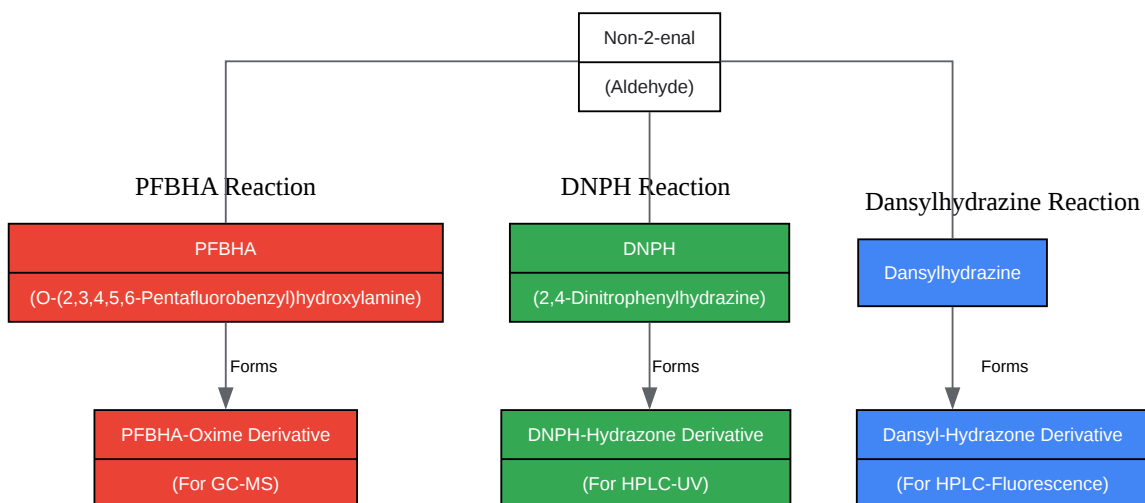 Non-2-enal
(Aldehyde)
PFBHA Reaction
DNPH Reaction
Dansylhydrazine Reaction
PFBHA
(O-(2,3,4,5,6-Pentafluorobenzyl)hydroxylamine)
DNPH
(2,4-Dinitrophenylhydrazine)
Dansylhydrazine
Forms
Forms
Forms
PFBHA-Oxime Derivative
(For GC-MS)
DNPH-Hydrazone Derivative
(For HPLC-UV)
Dansyl-Hydrazone Derivative
(For HPLC-Fluorescence)